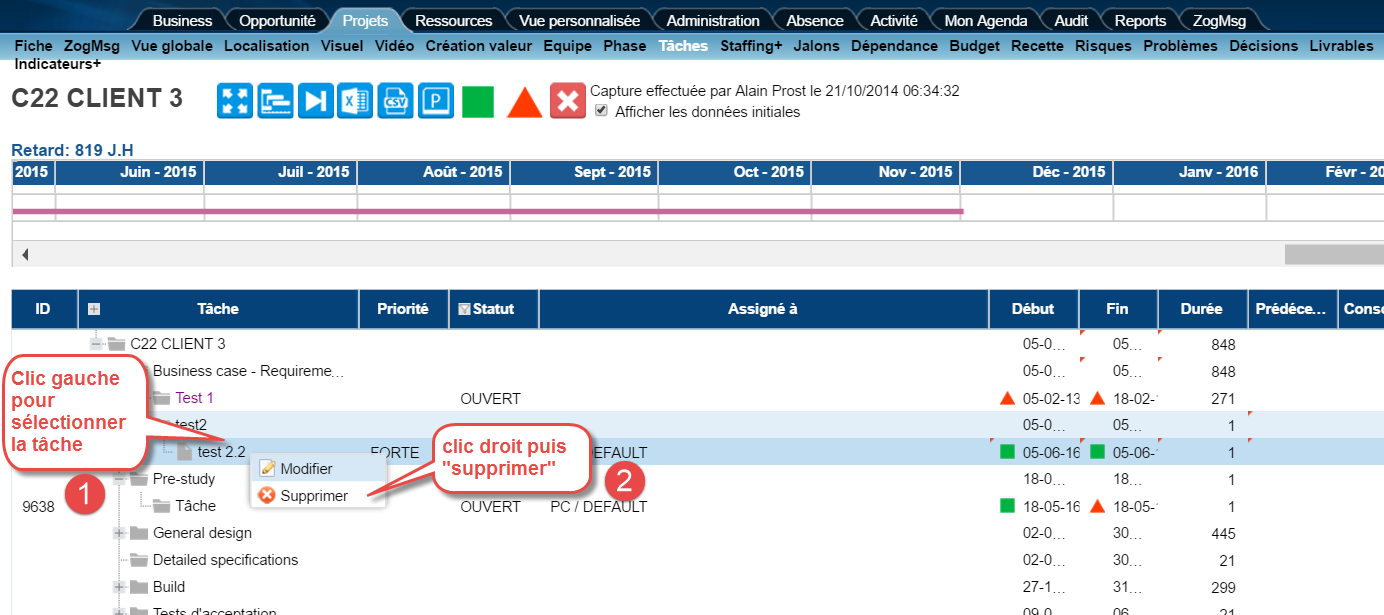 Business Opportunité Projets Ressources Vue personnalisée Administration Absence Activité Mon Agenda Audit Reports ZogMsg
Fiche ZogMsg Vue globale Localisation Visuel Vidéo Création valeur Equipe Phase Tâches Staffing+ Jalons Dépendance Budget Recette Risques Problèmes Décisions Livrables
Indicateurs+
C22 CLIENT 3
Capture effectuée par Alain Prost le 21/10/2014 06:34:32
Afficher les données initiales
Retard: 819 J.H
2015 Juin - 2015 Juil - 2015 Août - 2015 Sept - 2015 Oct - 2015 Nov - 2015 Déc - 2015 Janv - 2016 Févr - 20
ID Tâche Priorité Statut Assigné à Début Fin Durée Prédéce... Conso
C22 CLIENT 3 05-0... 05... 848
Business case - Requireme... 05-0... 05... 848
Test 1 OUVERT 05-02-13 18-02- 271
test2 05-0... 05... 1
test 2.2 FORTE DEFAULT 05-06-16 05-06- 1
Pre-study 18-0... 18... 1
9638 Tâche OUVERT PC / DEFAULT 18-05-16 18-05- 1
General design 02-0... 30... 445
Detailed specifications 02-0... 30... 21
Build 27-1... 31... 299
Tests d'acceptation 09-0... 06... 21
Clic gauche
pour
sélectionner
la tâche
1
Modifier
Supprimer
clic droit puis
"supprimer"
2